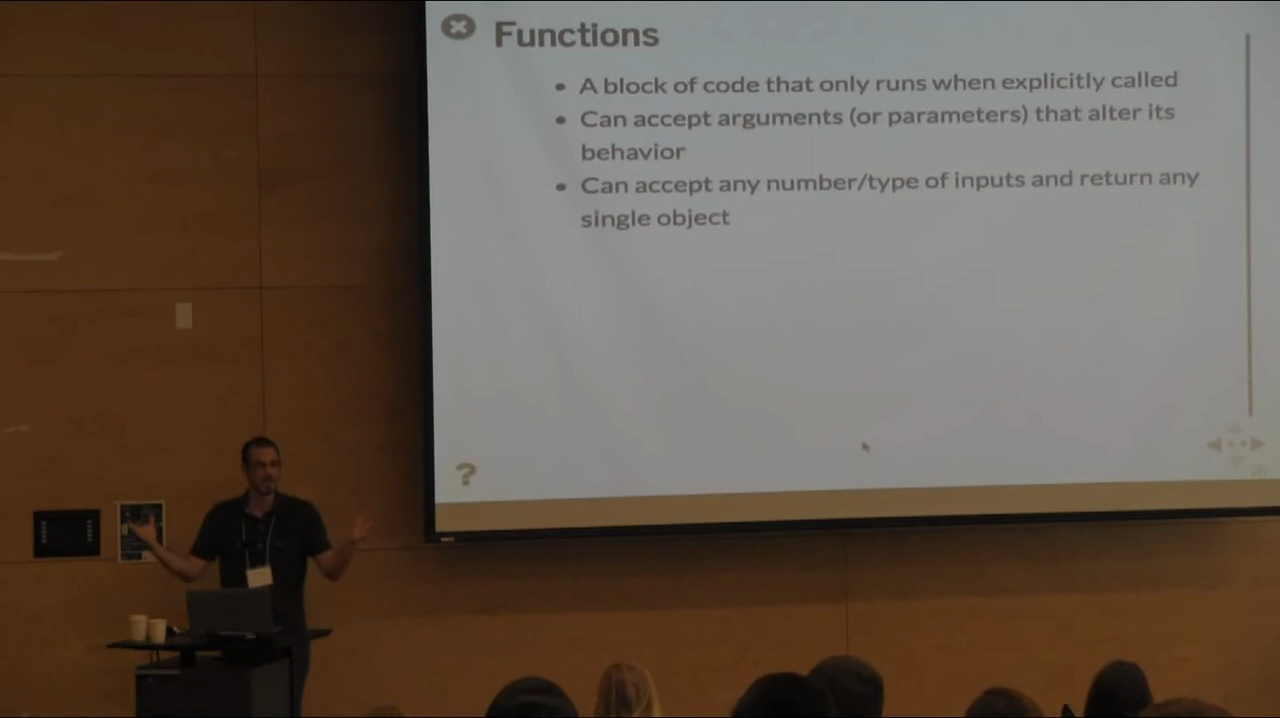 Functions
• A block of code that only runs when explicitly called
• Can accept arguments (or parameters) that alter its
behavior
• Can accept any number/type of inputs and return any
single object
?